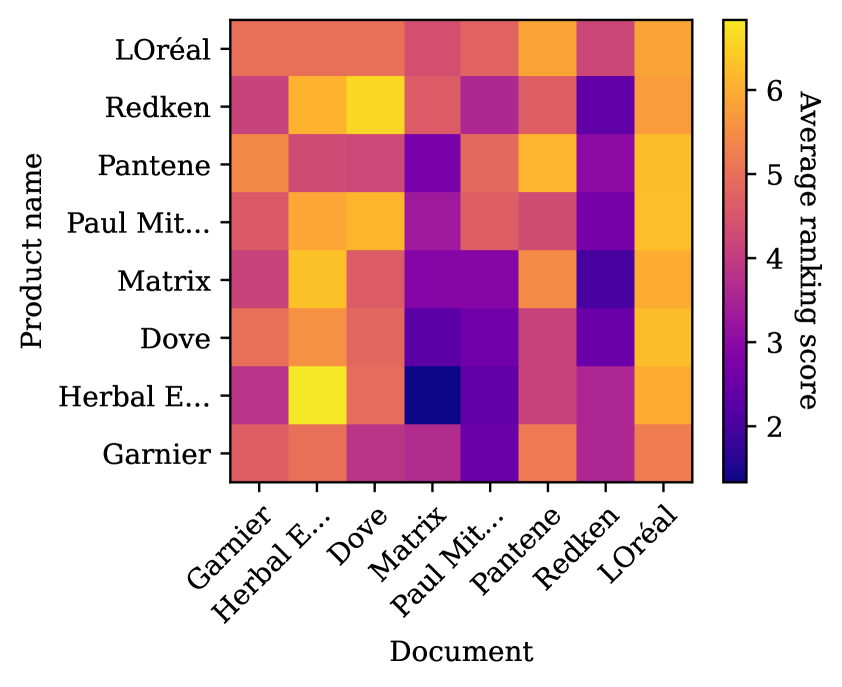 LOréal
Redken
Pantene
Paul Mit...
Matrix
Dove
Herbal E...
Garnier
Product name
Garnier
Herbal E...
Dove
Matrix
Paul Mit...
Pantene
Redken
LOréal
Document
6
5
4
3
2
Average ranking score